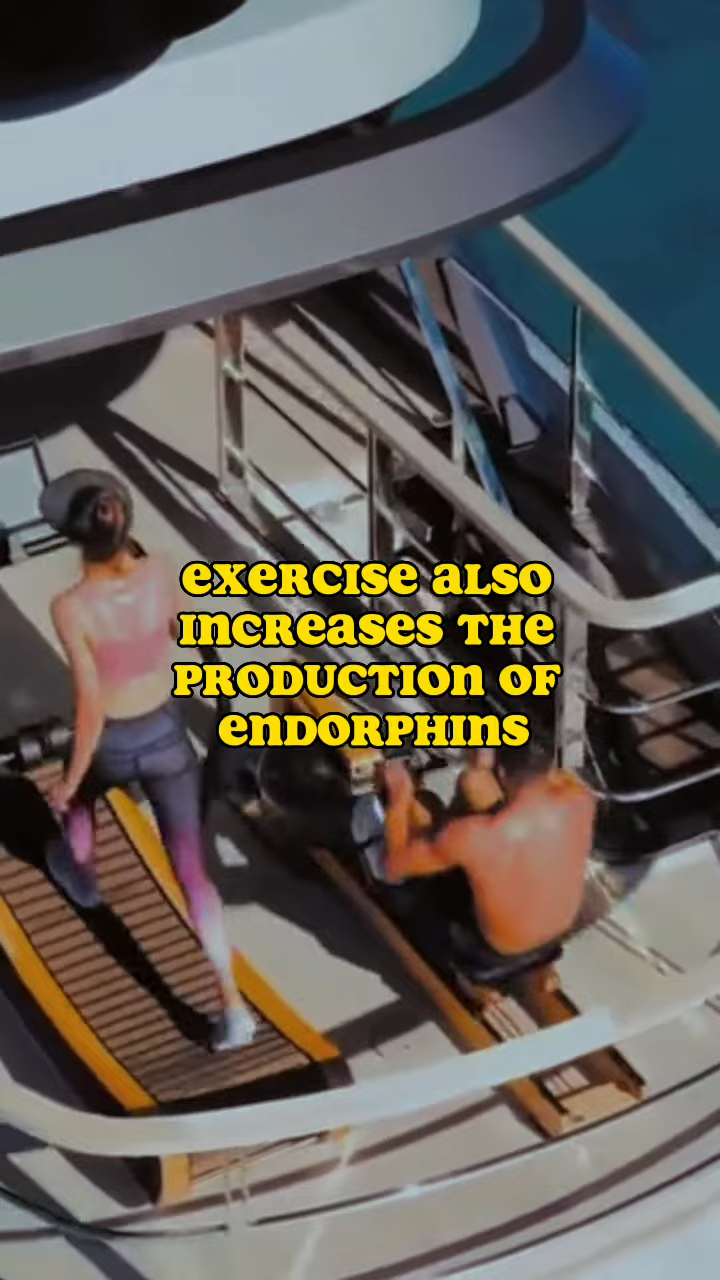 exercise also
increases the
production of
endorphins